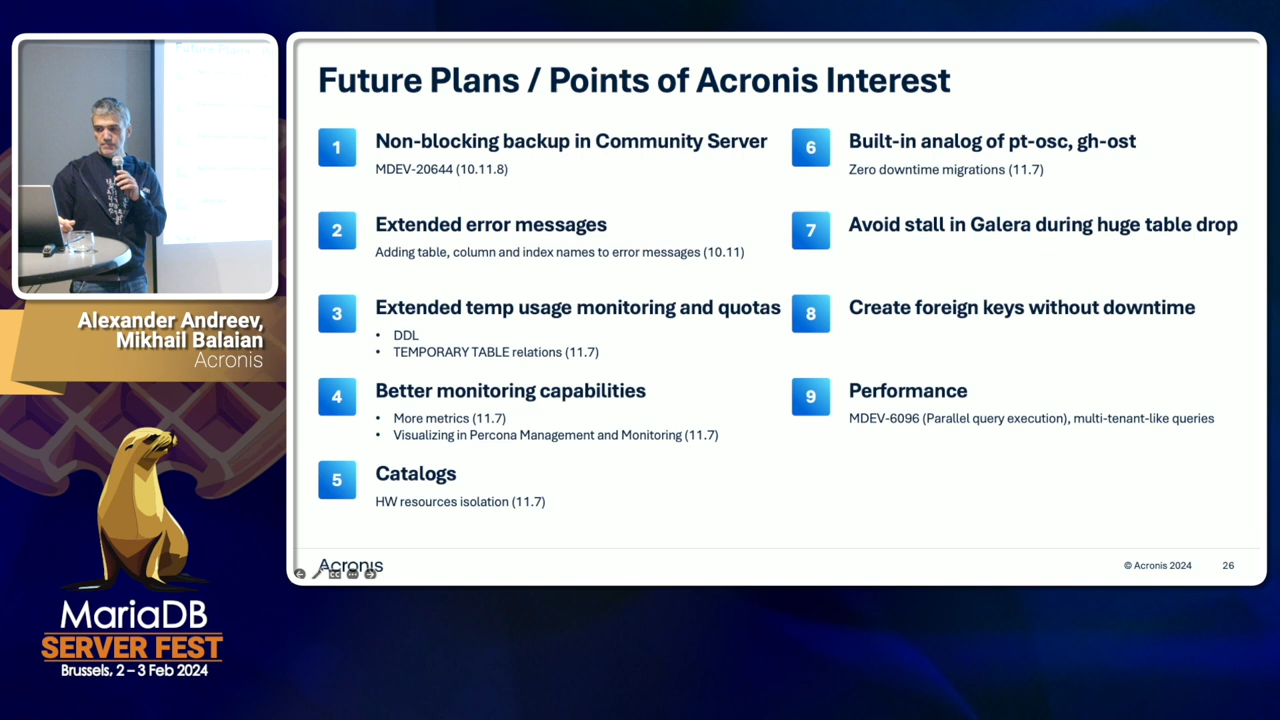 Future Plans / Points of Acronis Interest
1
Non-blocking backup in Community Server
MDEV-20644 (10.11.8)
2
Extended error messages
Adding table, column and index names to error messages (10.11)
3
Extended temp usage monitoring and quotas
• DDL
• TEMPORARY TABLE relations (11.7)
4
Better monitoring capabilities
• More metrics (11.7)
• Visualizing in Percona Management and Monitoring (11.7)
5
Catalogs
HW resources isolation (11.7)
6
Built-in analog of pt-osc, gh-ost
Zero downtime migrations (11.7)
7
Avoid stall in Galera during huge table drop
8
Create foreign keys without downtime
9
Performance
MDEV-6096 (Parallel query execution), multi-tenant-like queries
Acronis
© Acronis 2024
26
Alexander Andreev,
Mikhail Balaian
Acronis
MariaDB
SERVER FEST
Brussels, 2 – 3 Feb 2024